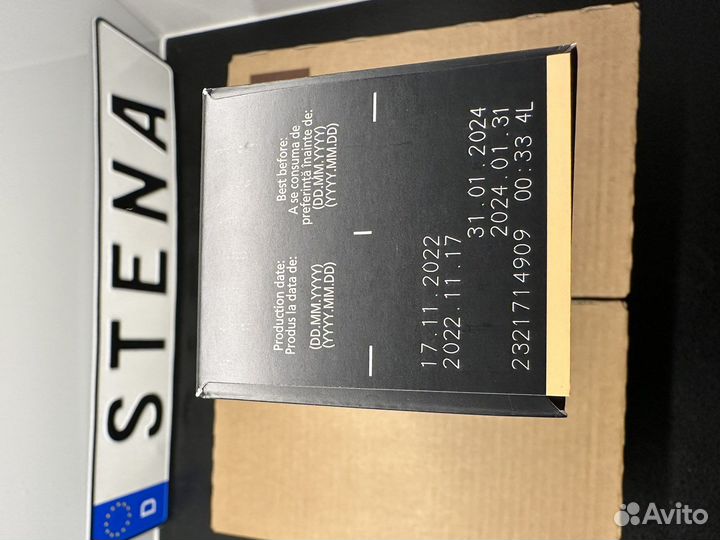 STENA
D
Production date:
Produs la data de:
(DD.MM.YYYY)
(YYYY.MM.DD)
Best before:
A se consuma de
preferință înainte de:
(DD.MM.YYYY)
(YYYY.MM.DD)
17.11.2022
2022.11.17
31.01.2024
2024.01.31
2321714909 00:33 4L
Avito